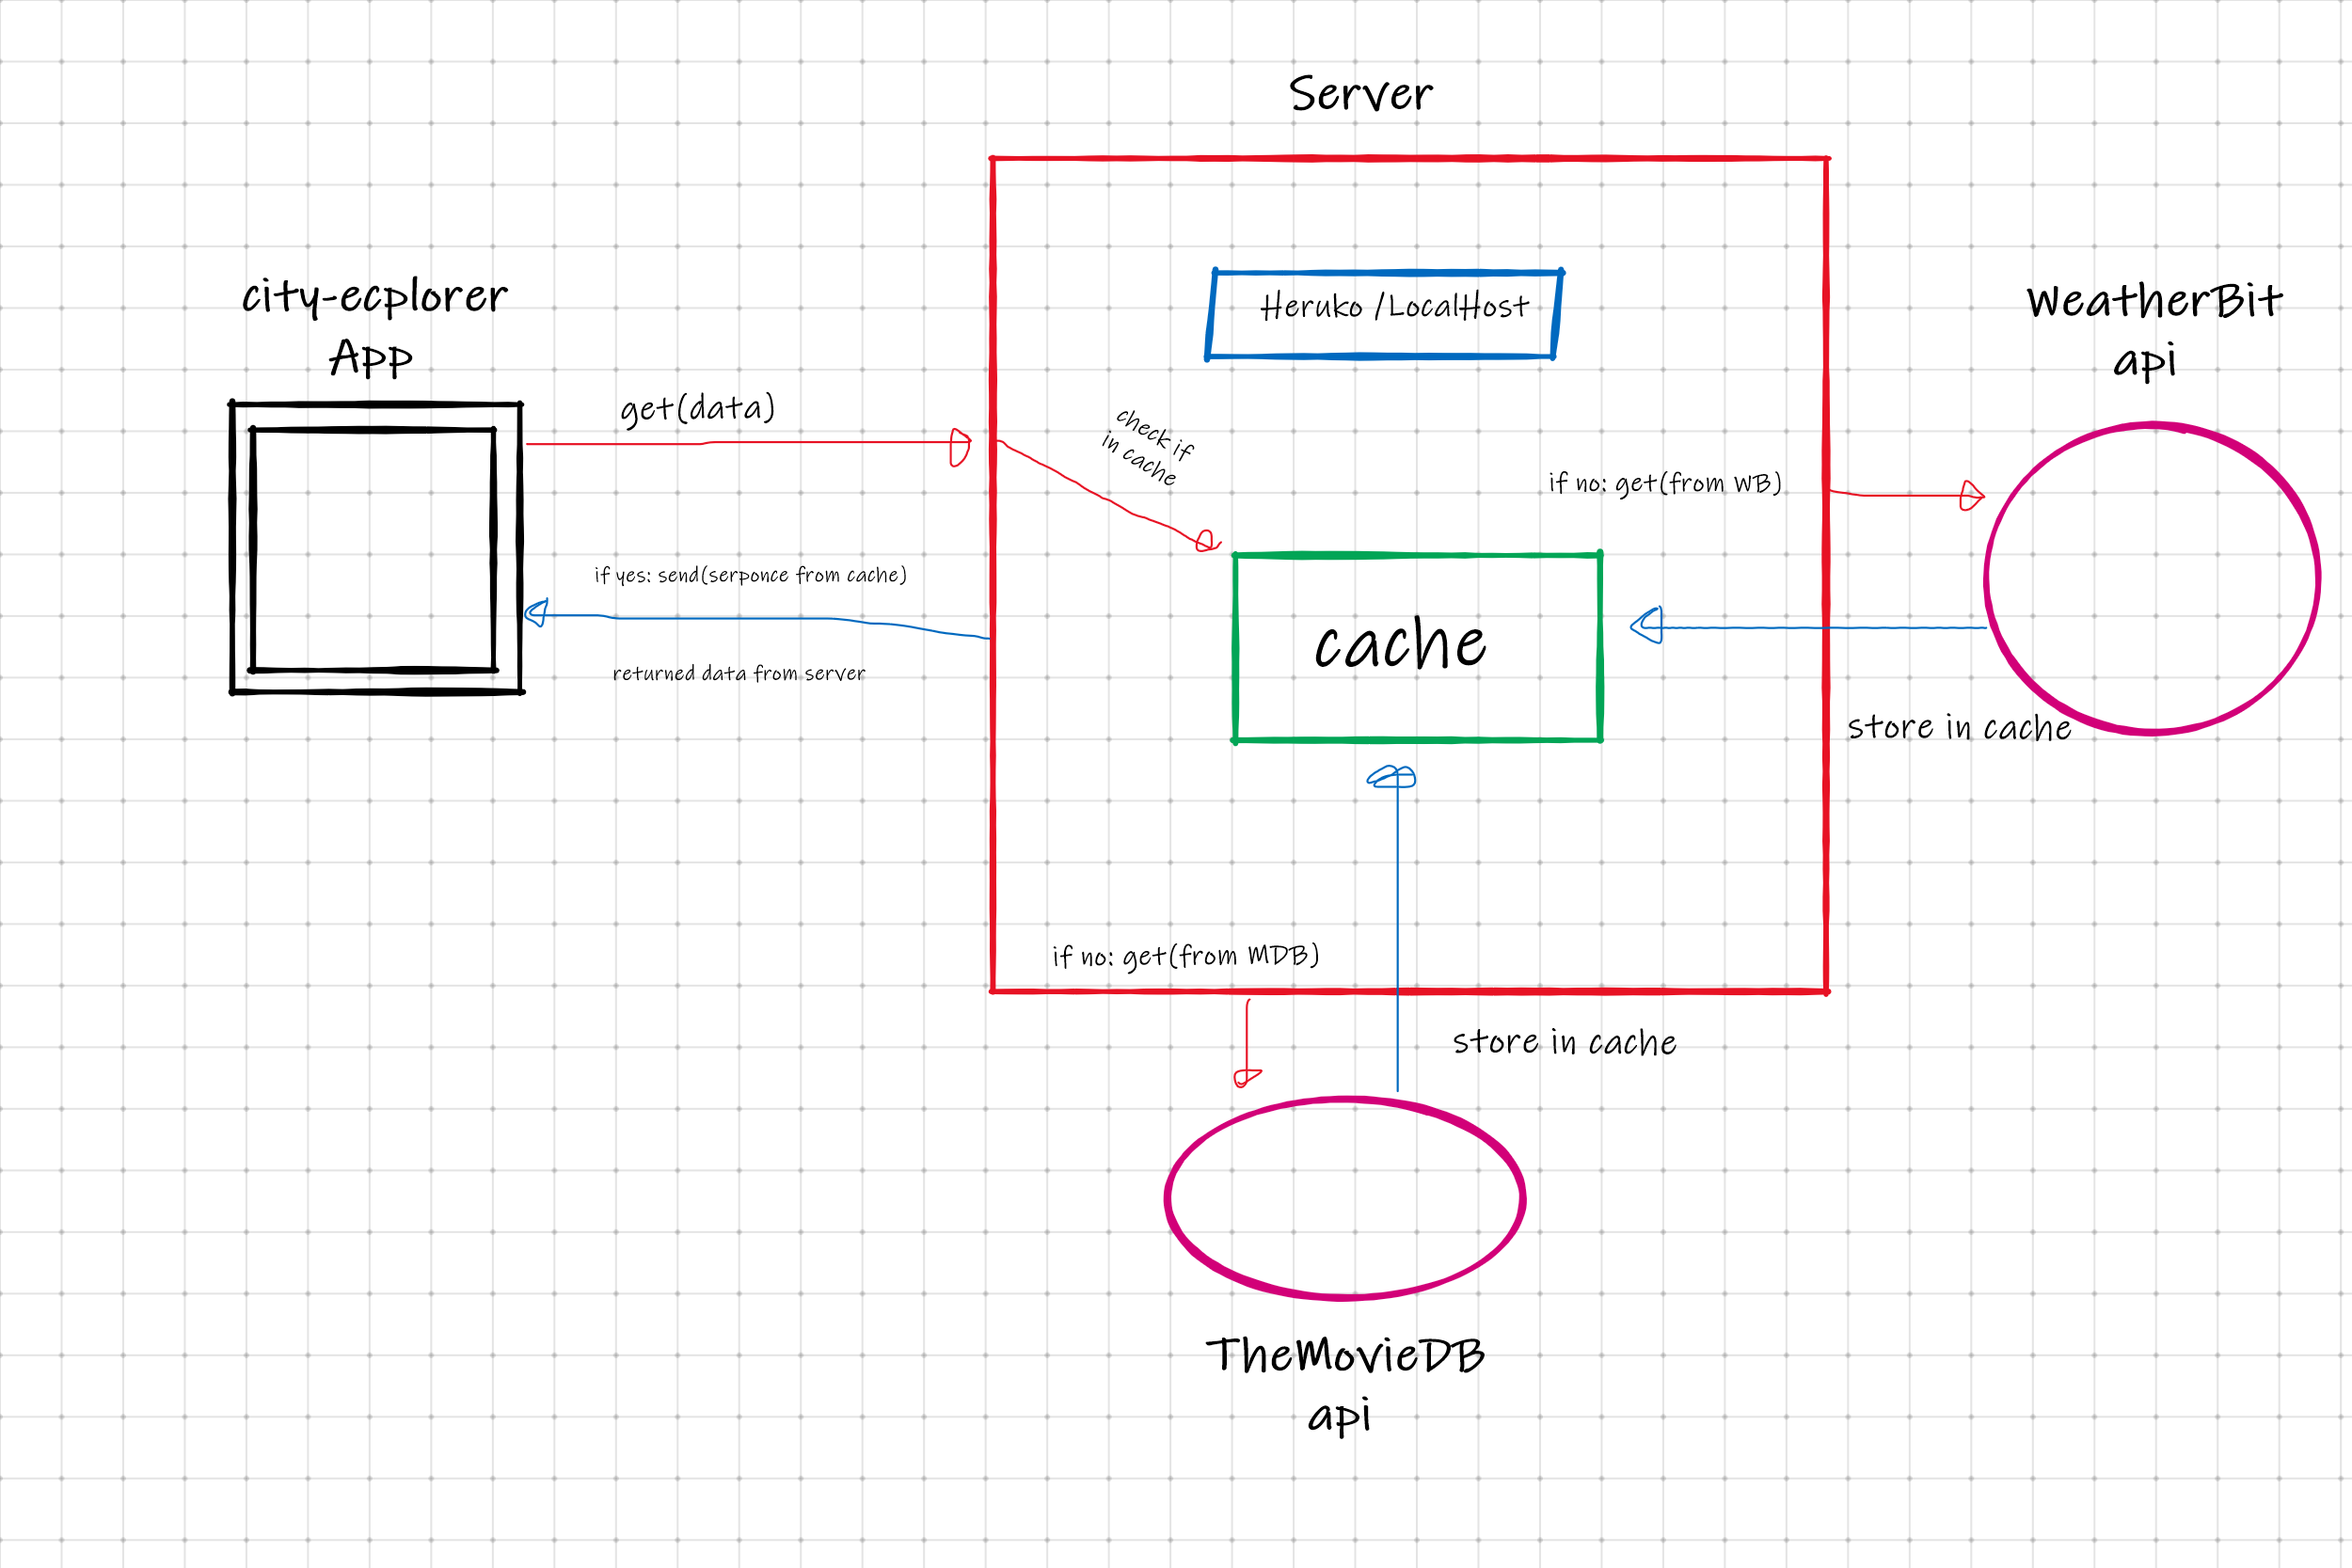 Server
city-ecplorer
App
Heruko /LocalHost
WeatherBit
api
get(data)
check if
in cache
if no: get(from WB)
if yes: send(serponce from cache)
cache
returned data from server
store in cache
if no: get(from MDB)
store in cache
TheMovieDB
api